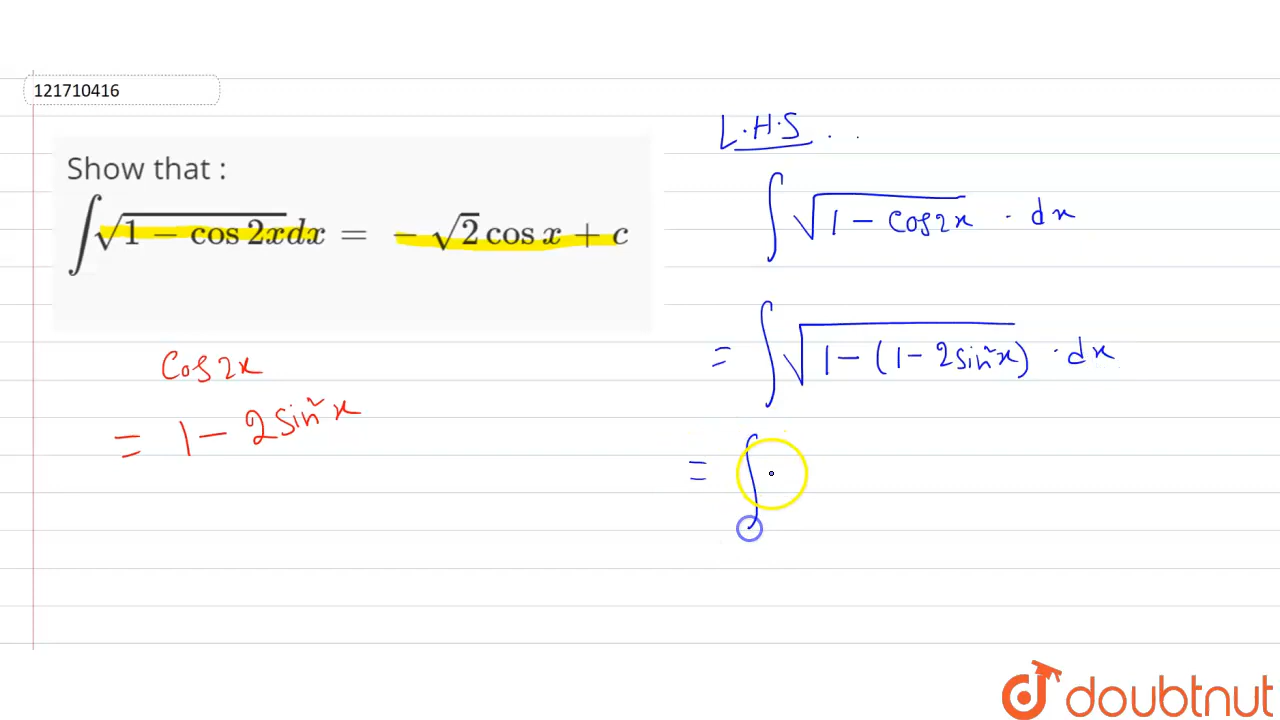 121710416
Show that :
∫√(1 − cos 2x)dx = − √2 cos x + c
Cos2x
= 1 − 2sin²x
L.H.S . .
∫ √(1 − Cos2x) · dx
= ∫ √(1 − (1 − 2sin²x)) · dx
= ∫
doubtnut